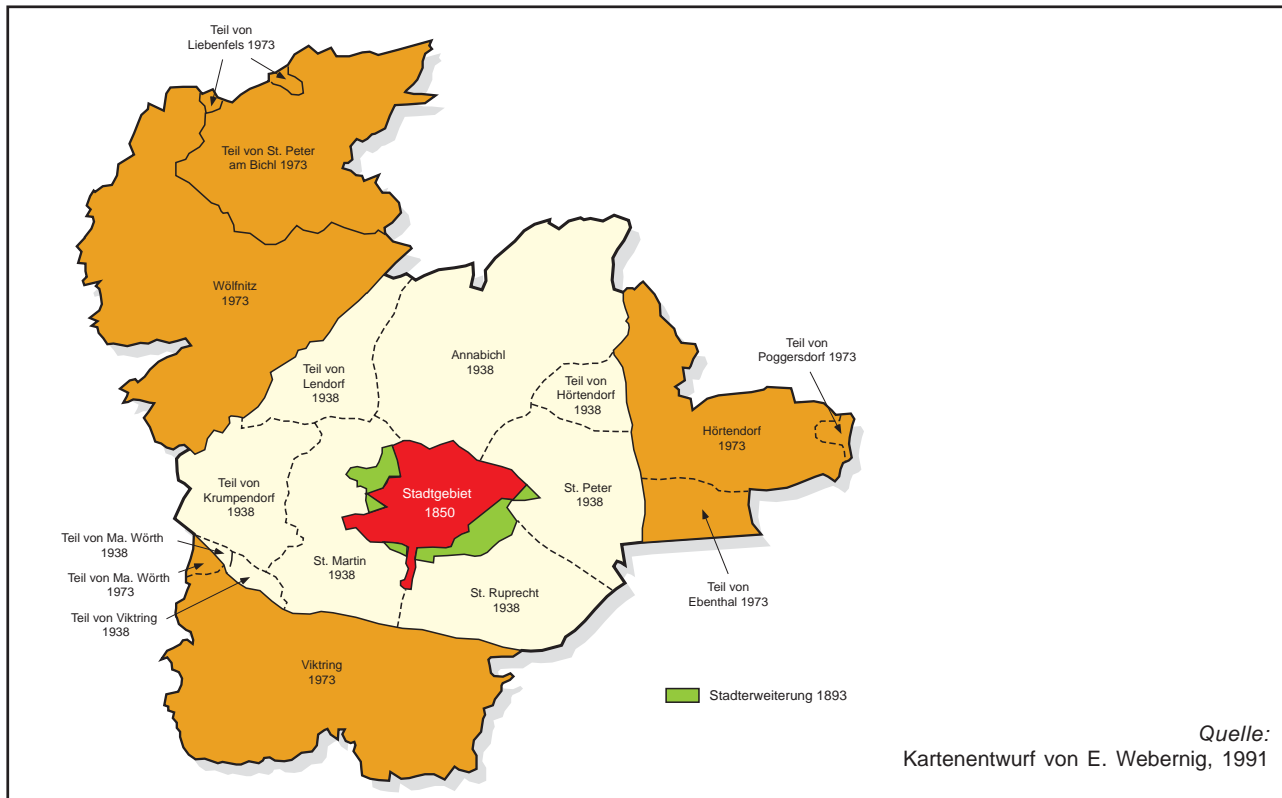 Teil von
Liebenfels 1973
Teil von St. Peter
am Bichl 1973
Wölfnitz
1973
Teil von
Lendorf
1938
Annabichl
1938
Teil von
Hörtendorf
1938
Teil von
Poggersdorf 1973
Hörtendorf
1973
Teil von
Krumpendorf
1938
Stadtgebiet
1850
St. Peter
1938
Teil von Ma. Wörth
1938
Teil von Ma. Wörth
1973
Teil von Viktring
1938
St. Martin
1938
St. Ruprecht
1938
Teil von
Ebenthal 1973
Viktring
1973
Stadterweiterung 1893
Quelle:
Kartenentwurf von E. Webernig, 1991